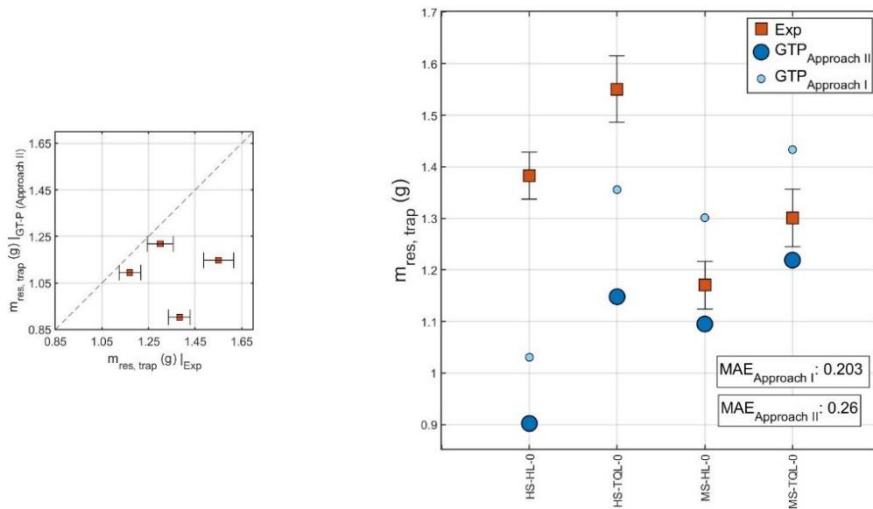 1.65
1.45
1.25
1.05
0.85
0.85 1.05 1.25 1.45 1.65
m_res, trap (g) |_GT-P (Approach II)
m_res, trap (g) |_Exp
1.7
1.6
1.5
1.4
1.3
1.2
1.1
1
0.9
m_res, trap (g)
Exp
GTP_Approach II
GTP_Approach I
MAE_Approach I: 0.203
MAE_Approach II: 0.26
HS-HL-0
HS-TQL-0
MS-HL-0
MS-TQL-0